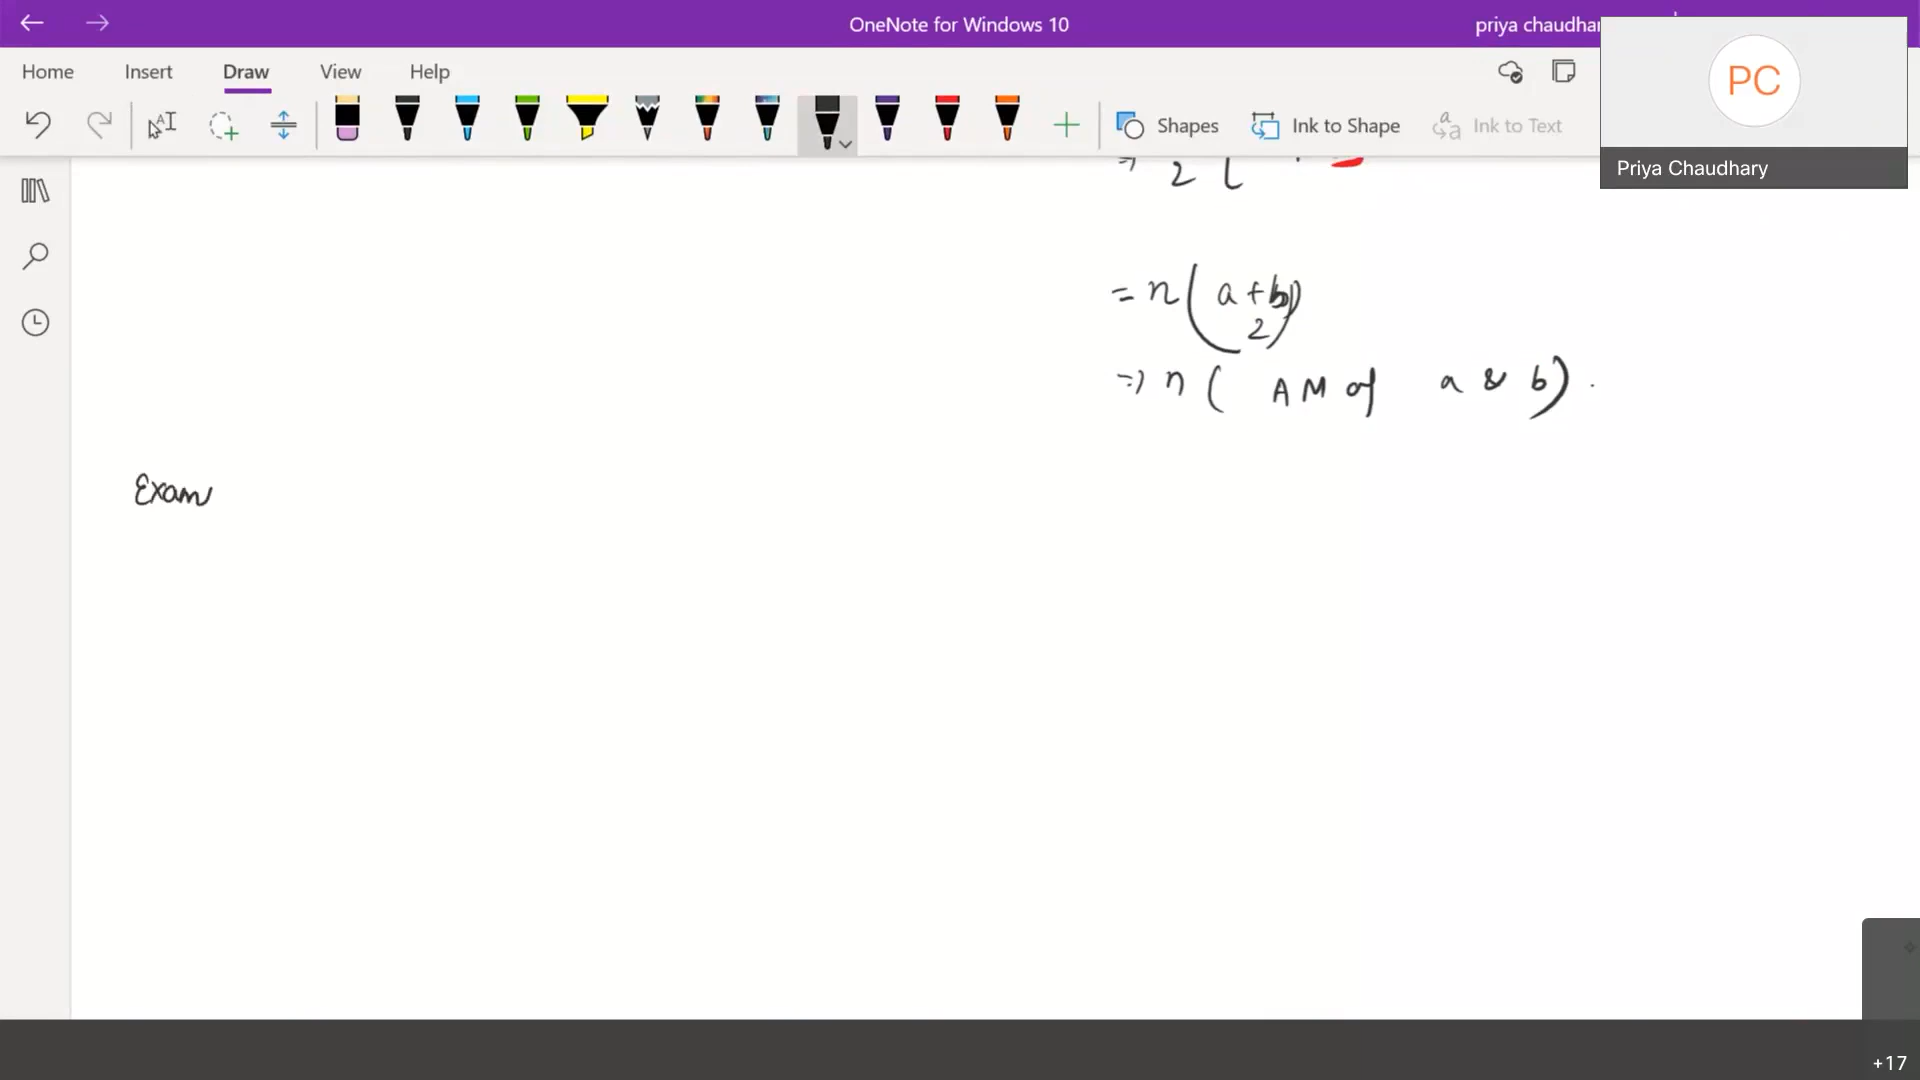 OneNote for Windows 10
priya chaudhar
PC
Priya Chaudhary
Home Insert Draw View Help
Shapes Ink to Shape Ink to Text
⇒ 2
= n ( a + b
2 )
⇒ n ( AM of a & b) .
Exam
+17